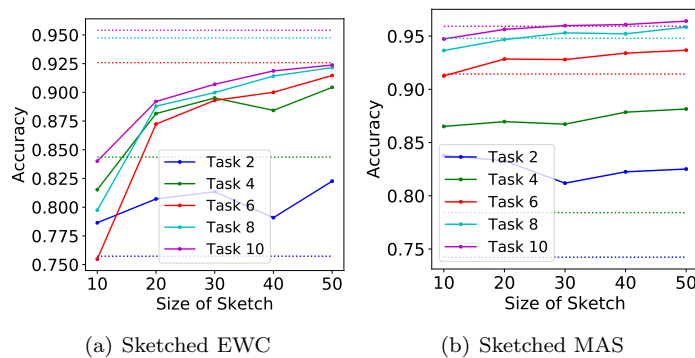 0.950
0.925
0.900
0.875
0.850
0.825
0.800
0.775
0.750
Accuracy
Task 2
Task 4
Task 6
Task 8
Task 10
10 20 30 40 50
Size of Sketch
(a) Sketched EWC
0.95
0.90
0.85
0.80
0.75
Accuracy
Task 2
Task 4
Task 6
Task 8
Task 10
10 20 30 40 50
Size of Sketch
(b) Sketched MAS